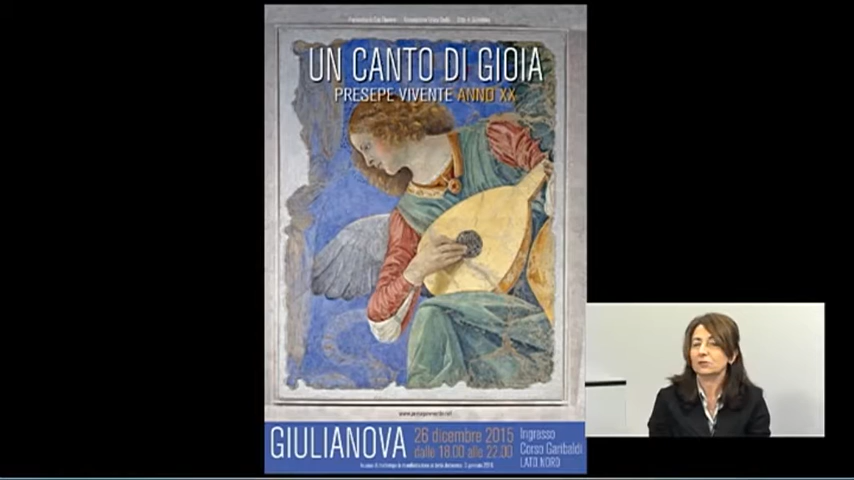 UN CANTO DI GIOIA
PRESEPE VIVENTE ANNO XX
GIULIANOVA
26 dicembre 2015
dalle 18.00 alle 22.00
Ingresso
Corso Garibaldi
LATO NORD